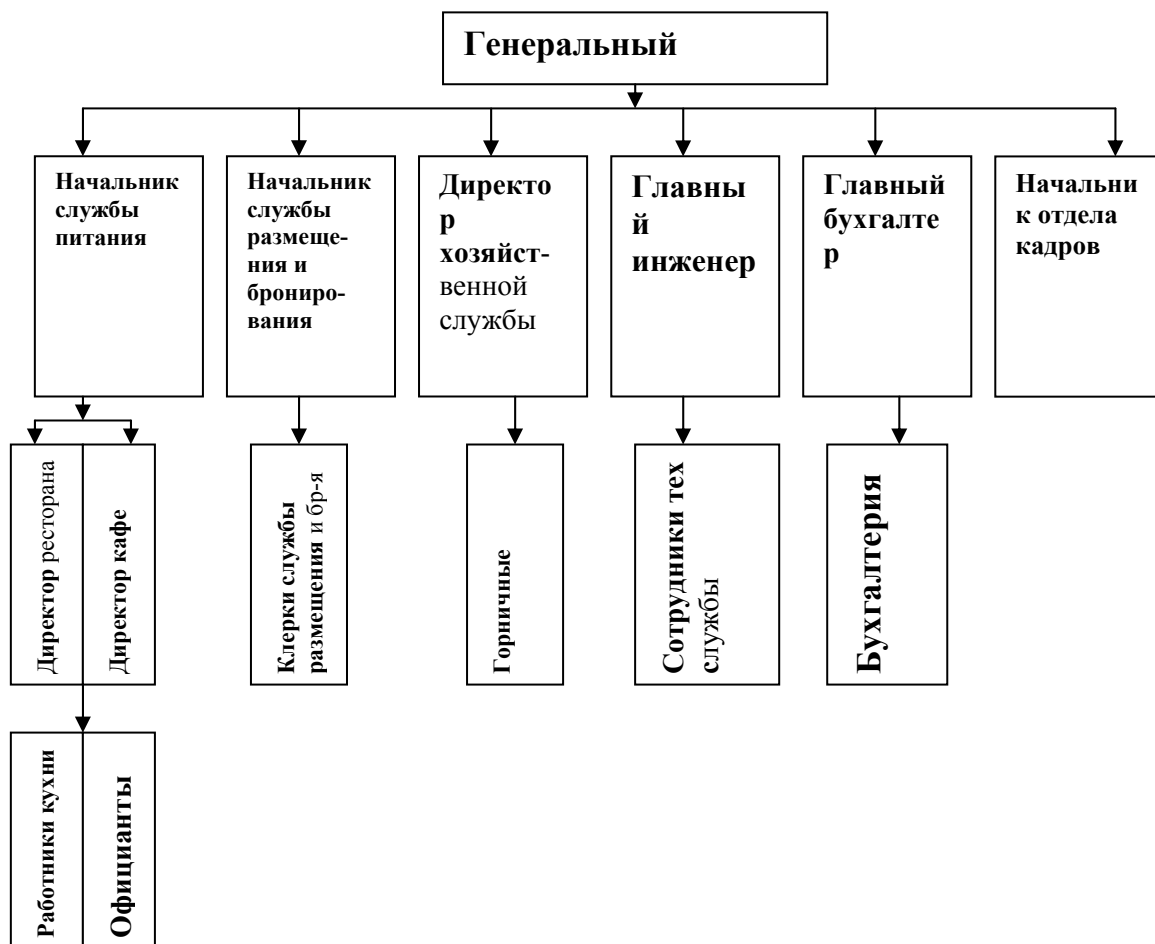 Генеральный
Начальник
службы
питания
Начальник
службы
размеще-
ния и
брониро-
вания
Директо
р
хозяйст-
венной
службы
Главны
й
инженер
Главный
бухгалте
р
Начальни
к отдела
кадров
Директор ресторана
Директор кафе
Клерки службы
размещения и бр-я
Горничные
Сотрудники тех
службы
Бухгалтерия
Работники кухни
Официанты